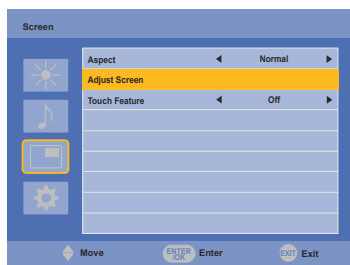 Screen
Aspect Normal
Adjust Screen
Touch Feature Off
Move ENTER /OK Enter EXIT Exit